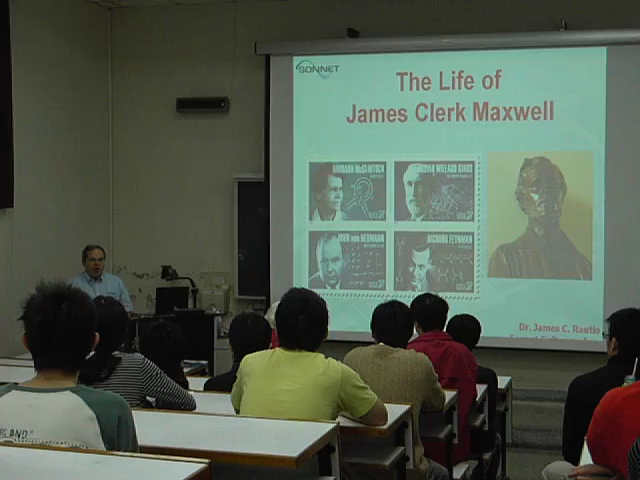 SONNET
The Life of
James Clerk Maxwell
BARBARA McCLINTOCK
JOSIAH WILLARD GIBBS
JOHN VON NEUMANN
RICHARD FEYNMAN
Dr. James C. Rautio
RLAND